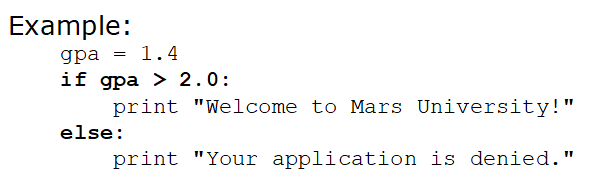 Example:
gpa = 1.4
if gpa > 2.0:
print "Welcome to Mars University!"
else:
print "Your application is denied."